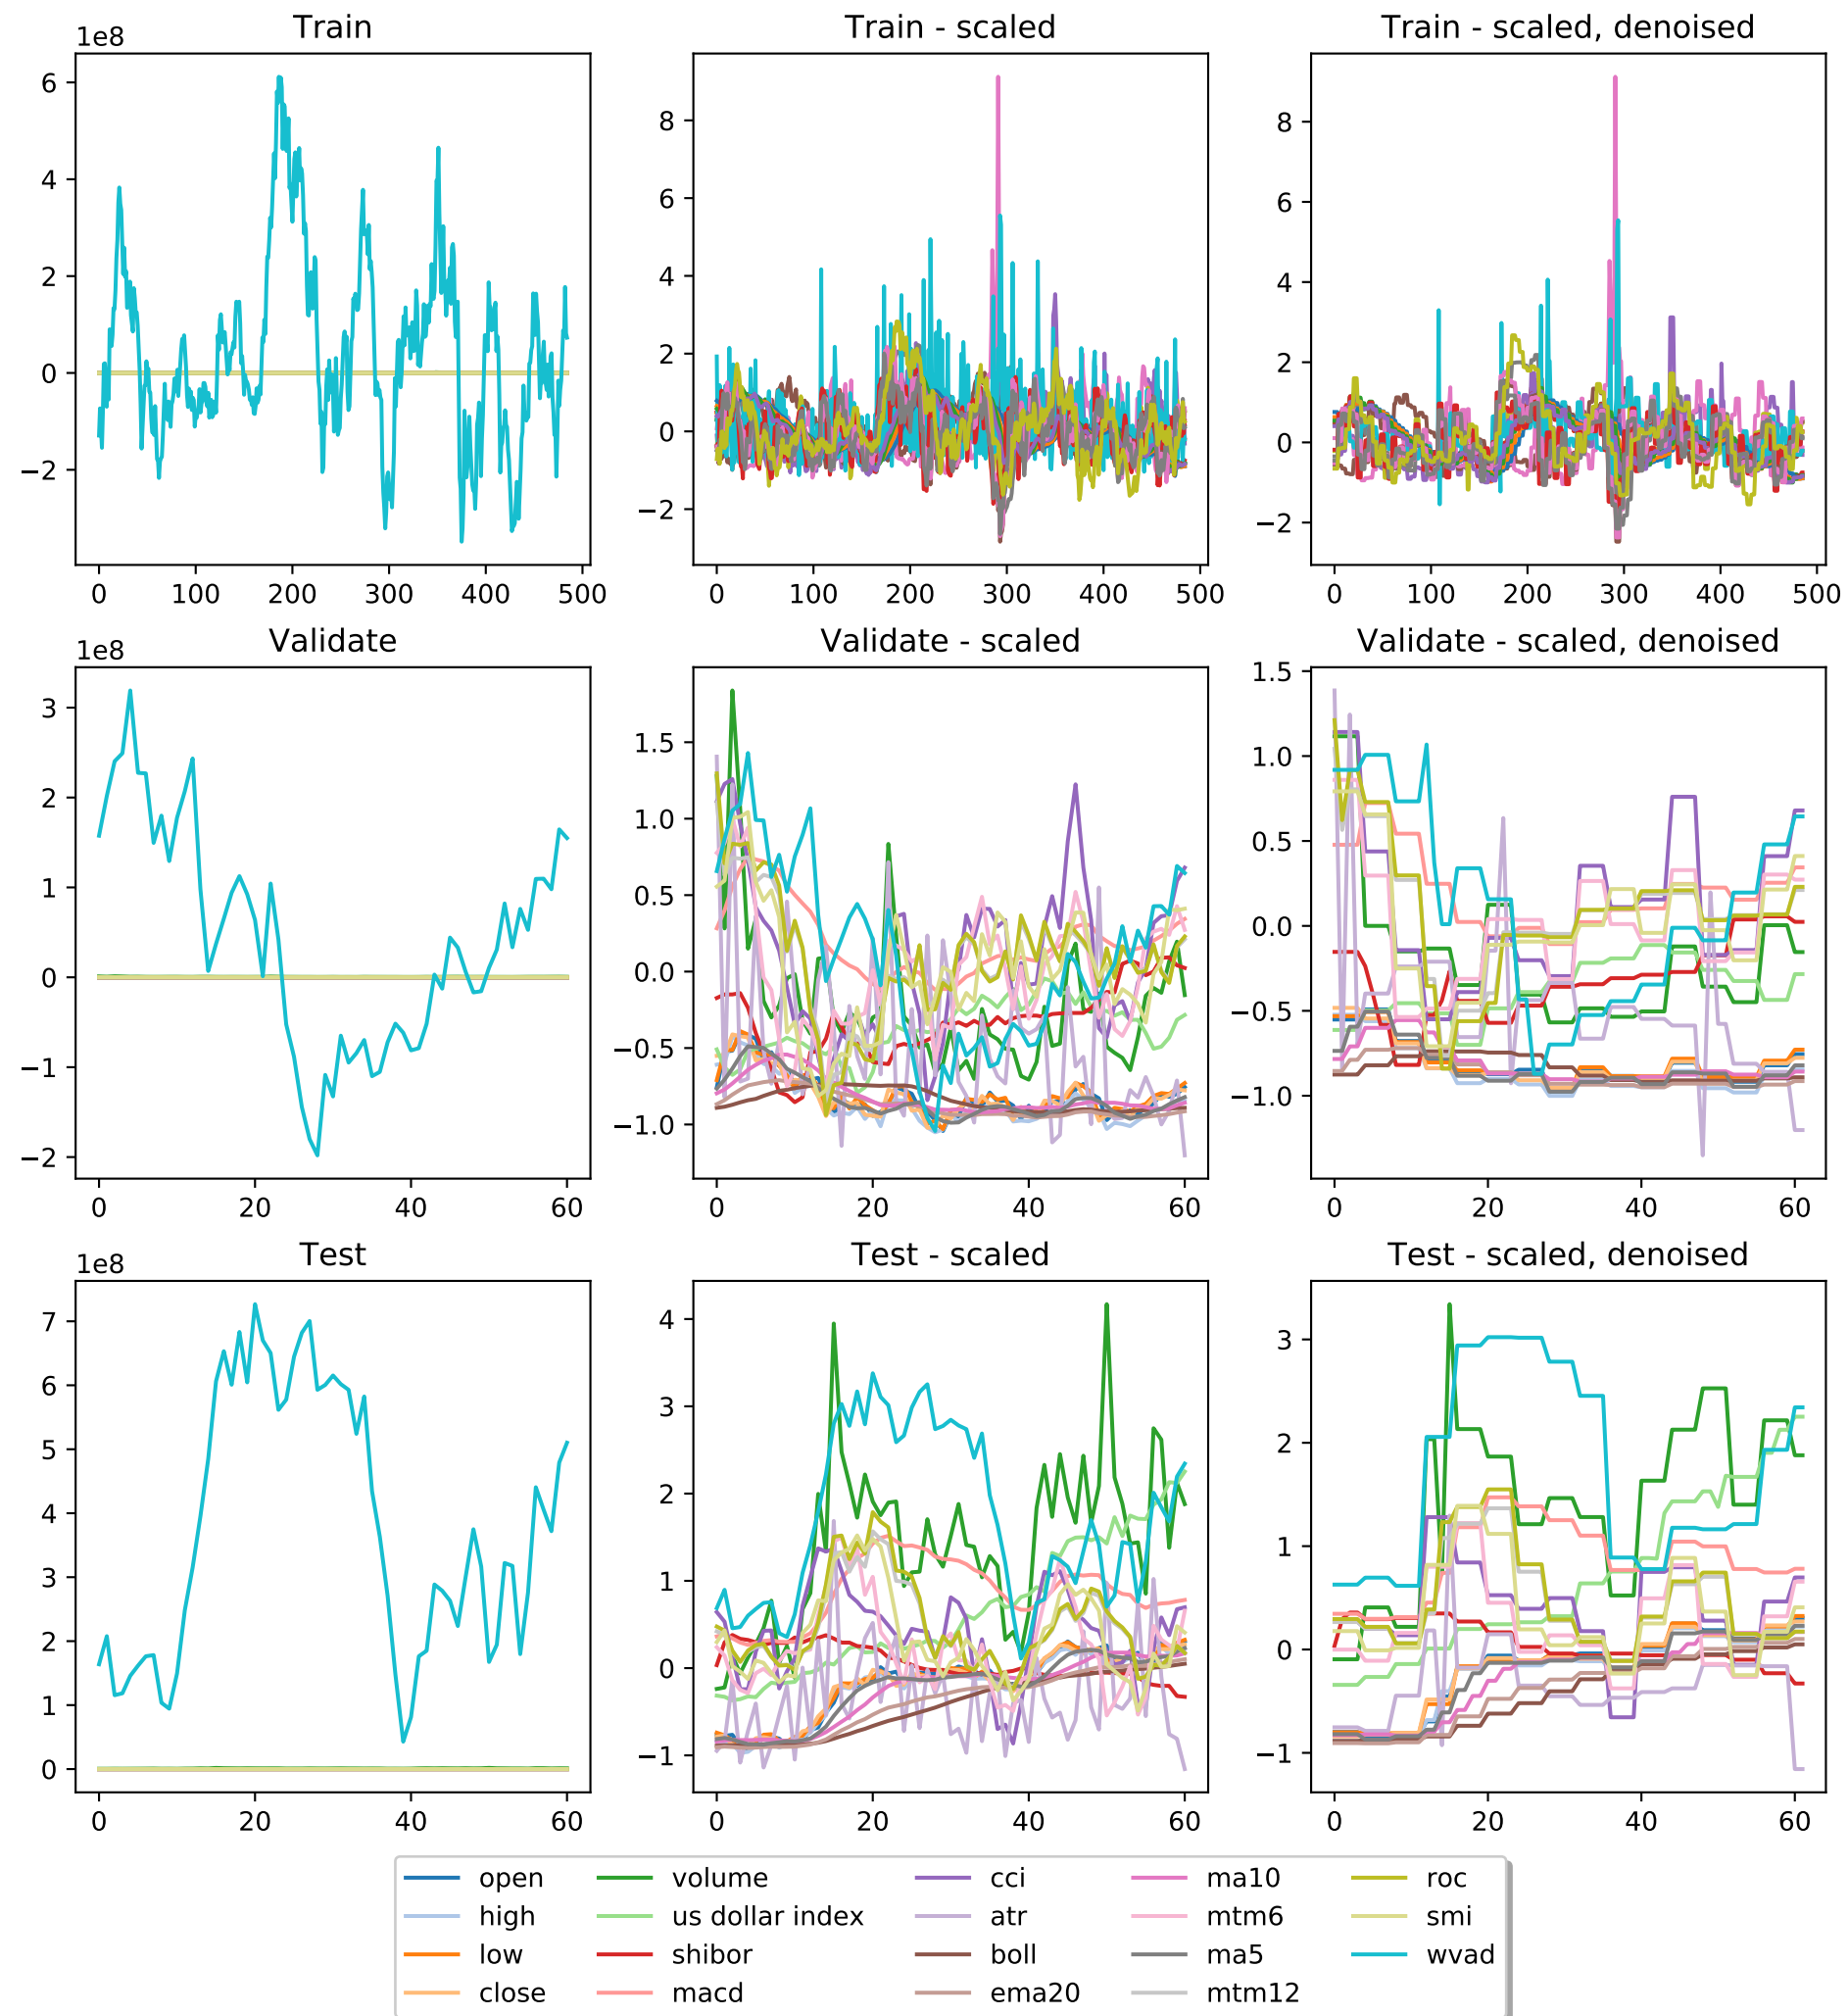 Train
Train - scaled
Train - scaled, denoised
1e8
6
4
2
0
−2
0 100 200 300 400 500
8
6
4
2
0
−2
0 100 200 300 400 500
8
6
4
2
0
−2
0 100 200 300 400 500
Validate
Validate - scaled
Validate - scaled, denoised
1e8
3
2
1
0
−1
−2
0 20 40 60
1.5
1.0
0.5
0.0
−0.5
−1.0
0 20 40 60
1.5
1.0
0.5
0.0
−0.5
−1.0
0 20 40 60
Test
Test - scaled
Test - scaled, denoised
1e8
7
6
5
4
3
2
1
0
0 20 40 60
4
3
2
1
0
−1
0 20 40 60
3
2
1
0
−1
0 20 40 60
open volume cci ma10 roc
high us dollar index atr mtm6 smi
low shibor boll ma5 wvad
close macd ema20 mtm12